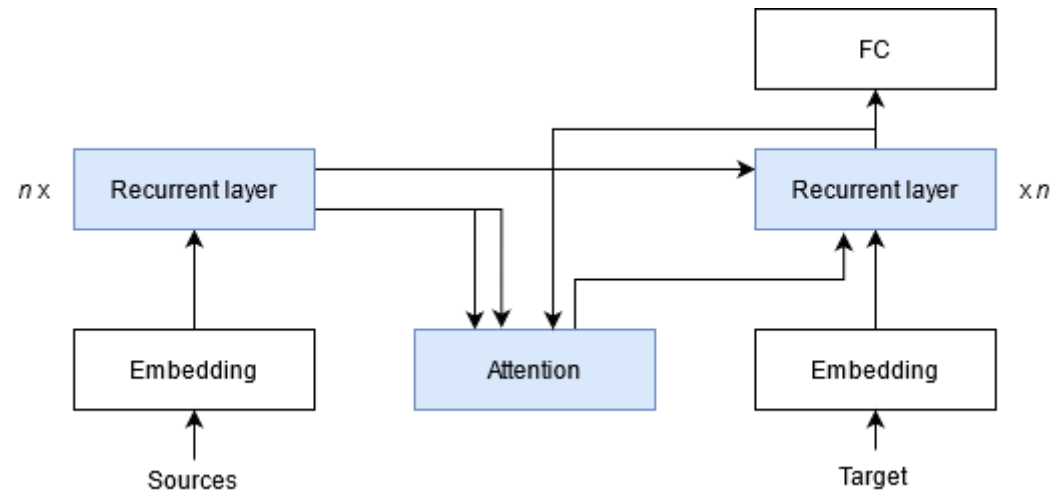 FC
n x
Recurrent layer
Recurrent layer
x n
Embedding
Attention
Embedding
Sources
Target